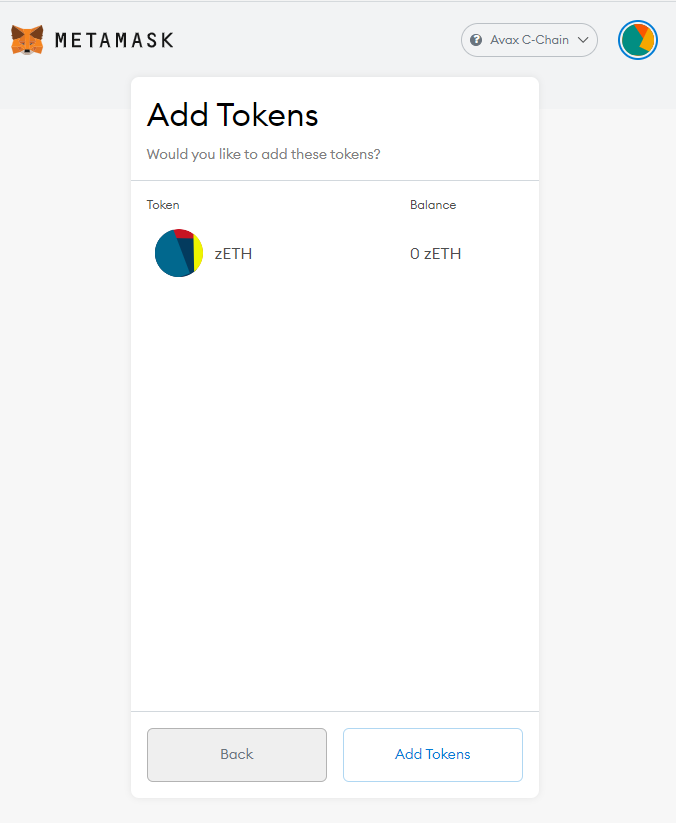 METAMASK
Avax C-Chain
Add Tokens
Would you like to add these tokens?
Token Balance
zETH 0 zETH
Back Add Tokens